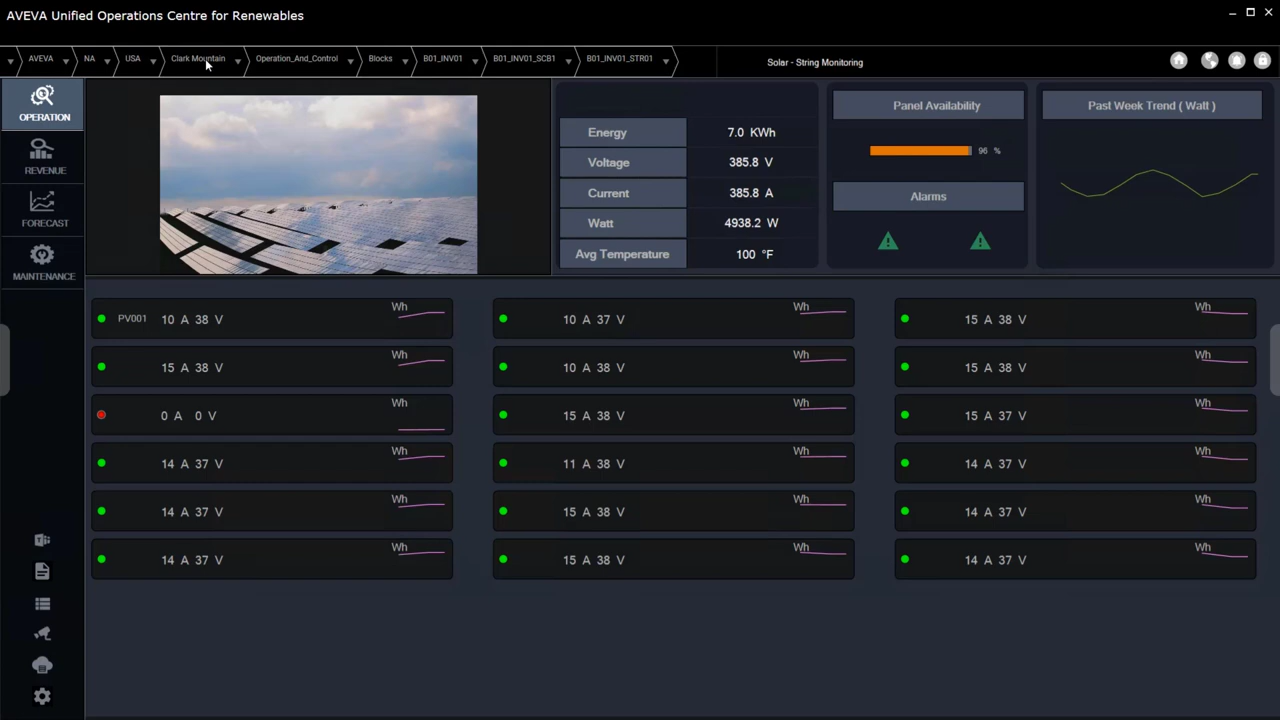 AVEVA Unified Operations Centre for Renewables
AVEVA NA USA Clark Mountain Operation_And_Control Blocks B01_INV01 B01_INV01_SCB1 B01_INV01_STR01
Solar - String Monitoring
OPERATION
REVENUE
FORECAST
MAINTENANCE
Energy 7.0 KWh
Voltage 385.8 V
Current 385.8 A
Watt 4938.2 W
Avg Temperature 100 °F
Panel Availability
96 %
Alarms
Past Week Trend ( Watt )
PV001 10 A 38 V Wh
10 A 37 V Wh
15 A 38 V Wh
15 A 38 V Wh
10 A 38 V Wh
15 A 38 V Wh
0 A 0 V Wh
15 A 38 V Wh
15 A 37 V Wh
14 A 37 V Wh
11 A 38 V Wh
14 A 37 V Wh
14 A 37 V Wh
15 A 38 V Wh
14 A 37 V Wh
14 A 37 V Wh
15 A 38 V Wh
14 A 37 V Wh